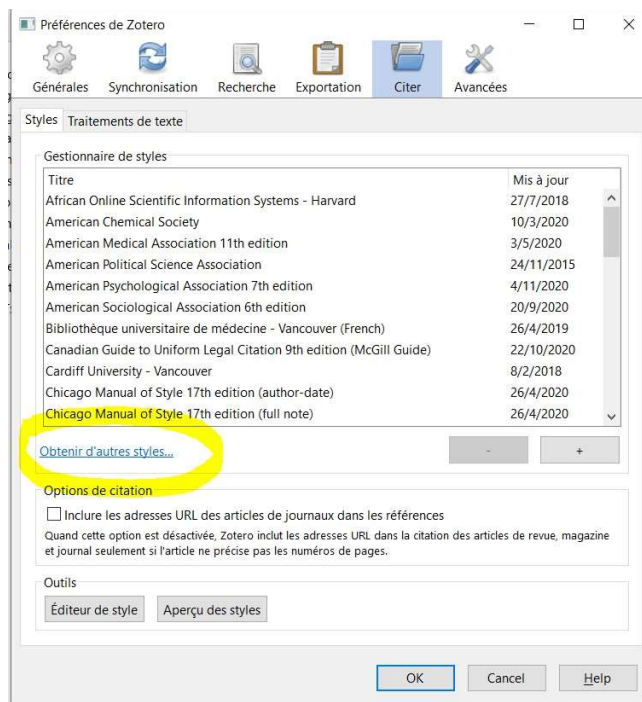 Préférences de Zotero
Générales Synchronisation Recherche Exportation Citer Avancées
Styles Traitements de texte
Gestionnaire de styles
Titre Mis à jour
African Online Scientific Information Systems - Harvard 27/7/2018
American Chemical Society 10/3/2020
American Medical Association 11th edition 3/5/2020
American Political Science Association 24/11/2015
American Psychological Association 7th edition 4/11/2020
American Sociological Association 6th edition 20/9/2020
Bibliothèque universitaire de médecine - Vancouver (French) 26/4/2019
Canadian Guide to Uniform Legal Citation 9th edition (McGill Guide) 22/10/2020
Cardiff University - Vancouver 8/2/2018
Chicago Manual of Style 17th edition (author-date) 26/4/2020
Chicago Manual of Style 17th edition (full note) 26/4/2020
Obtenir d'autres styles... - +
Options de citation
Inclure les adresses URL des articles de journaux dans les références
Quand cette option est désactivée, Zotero inclut les adresses URL dans la citation des articles de revue, magazine
et journal seulement si l'article ne précise pas les numéros de pages.
Outils
Éditeur de style Aperçu des styles
OK Cancel Help